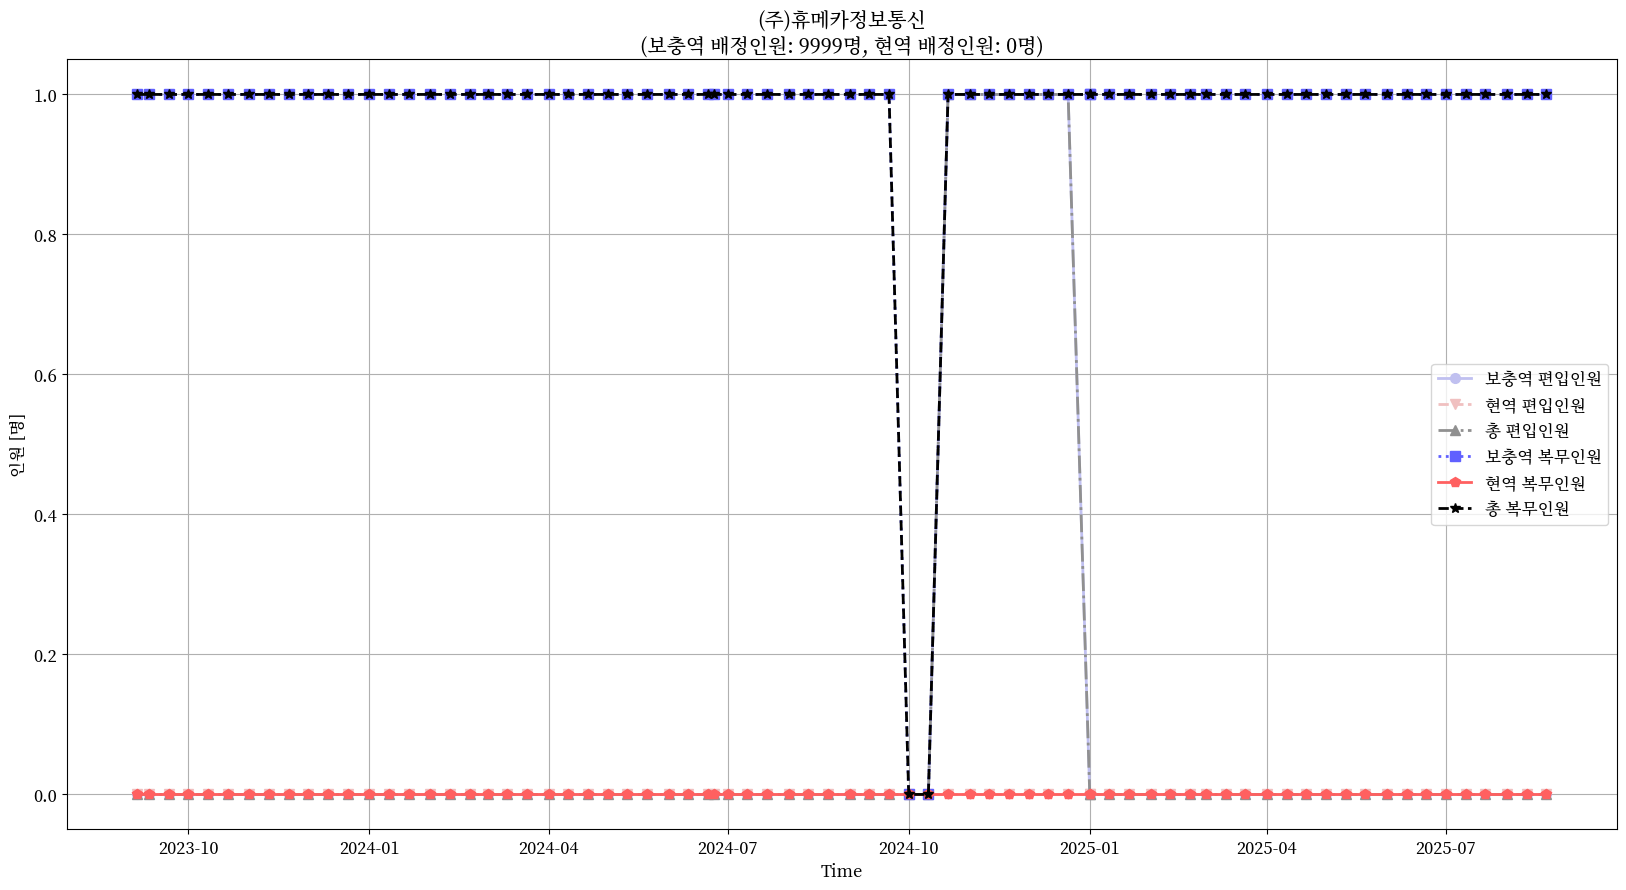 (주)휴메카정보통신
(보충역 배정인원: 9999명, 현역 배정인원: 0명)
인원 [명]
1.0
0.8
0.6
0.4
0.2
0.0
보충역 편입인원
현역 편입인원
총 편입인원
보충역 복무인원
현역 복무인원
총 복무인원
2023-10 2024-01 2024-04 2024-07 2024-10 2025-01 2025-04 2025-07
Time